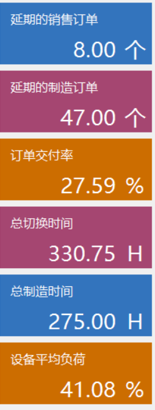 延期的销售订单
8.00 个
延期的制造订单
47.00 个
订单交付率
27.59 %
总切换时间
330.75 H
总制造时间
275.00 H
设备平均负荷
41.08 %